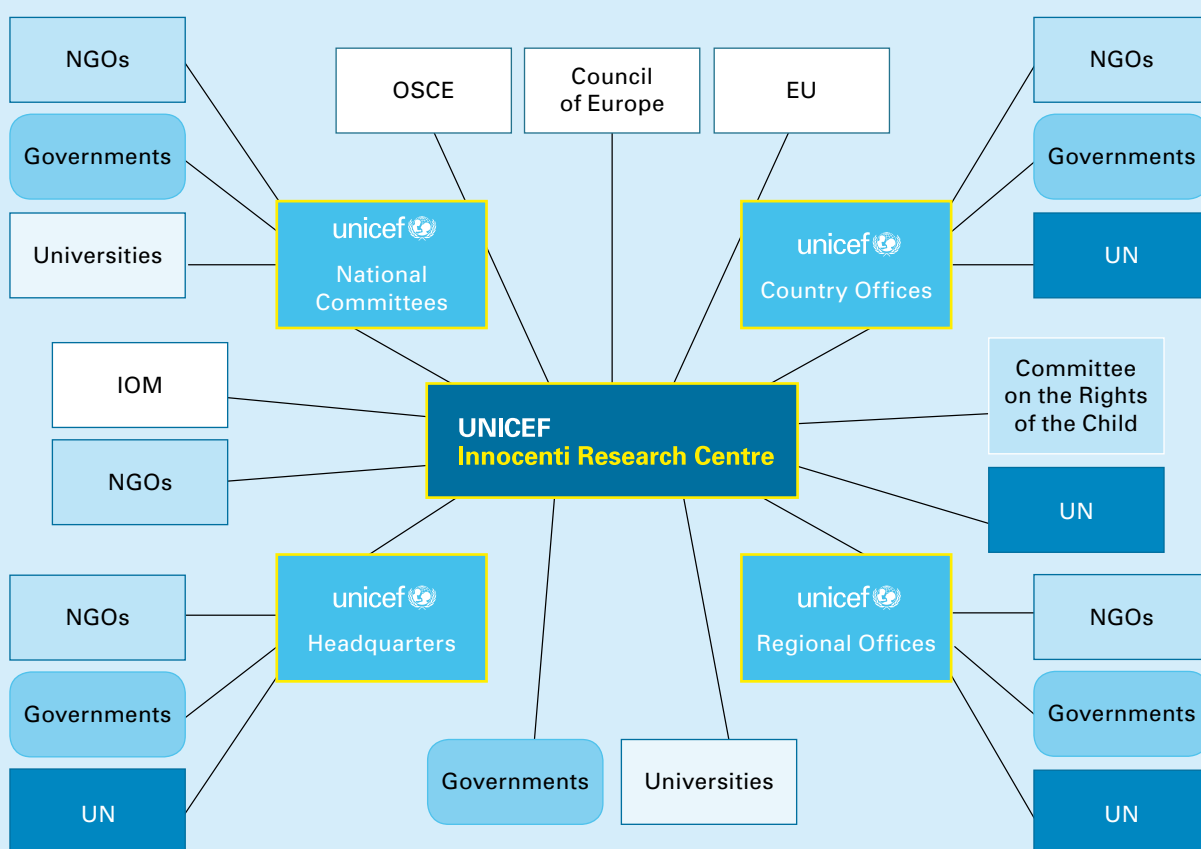 NGOs
Governments
Universities
OSCE
Council
of Europe
EU
NGOs
Governments
UN
unicef
National
Committees
unicef
Country Offices
IOM
NGOs
UNICEF
Innocenti Research Centre
Committee
on the Rights
of the Child
UN
NGOs
Governments
UN
unicef
Headquarters
Governments
Universities
unicef
Regional Offices
NGOs
Governments
UN